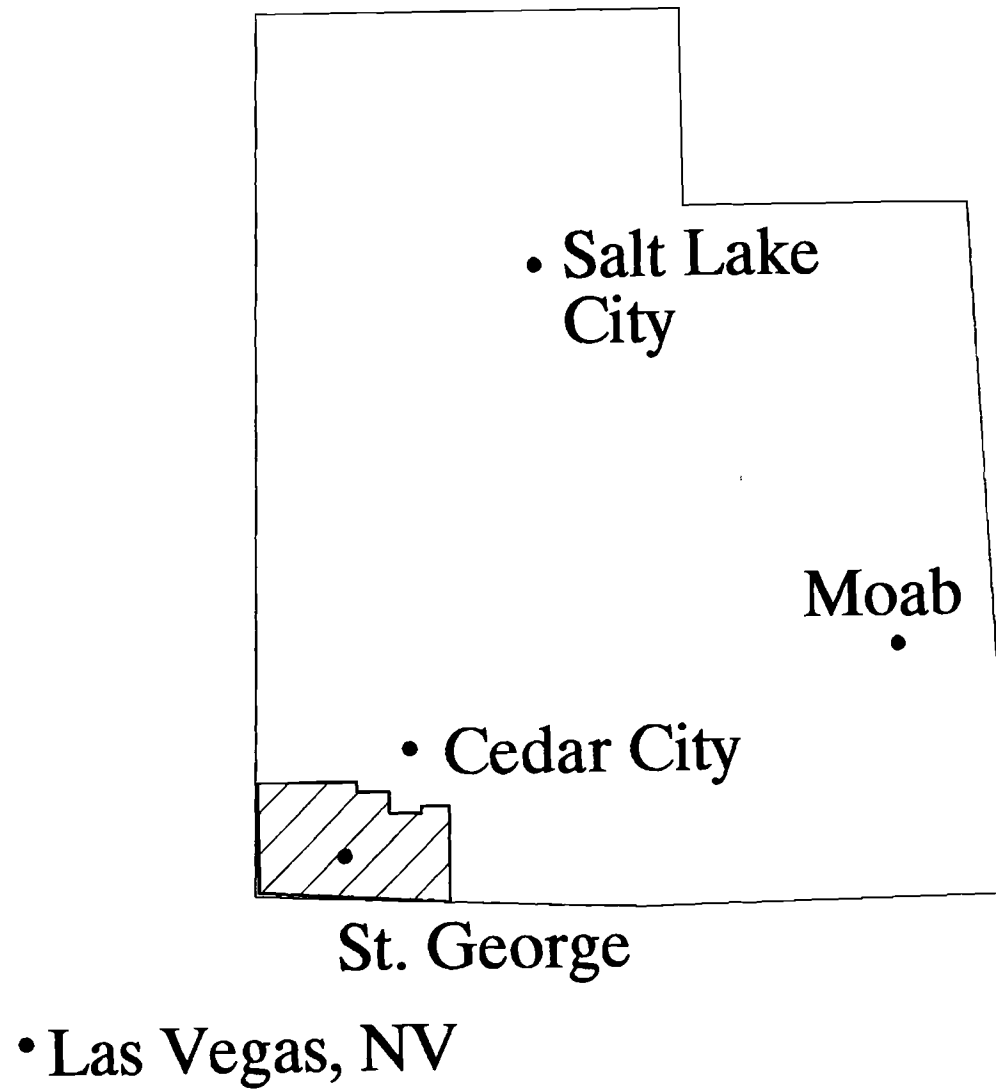 Salt Lake
City
Moab
Cedar City
St. George
Las Vegas, NV